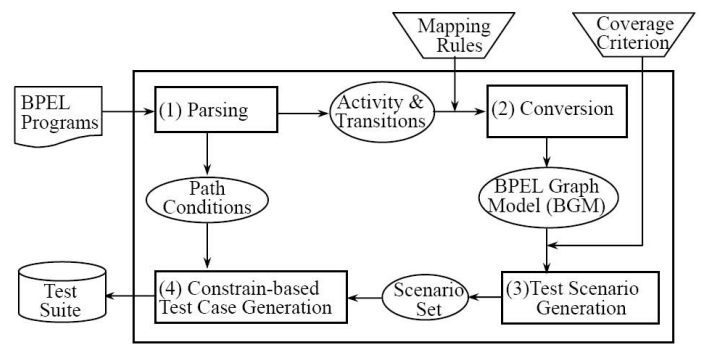 Mapping
Rules
Coverage
Criterion
BPEL
Programs
(1) Parsing
Activity &
Transitions
(2) Conversion
Path
Conditions
BPEL Graph
Model (BGM)
Test
Suite
(4) Constrain-based
Test Case Generation
Scenario
Set
(3)Test Scenario
Generation